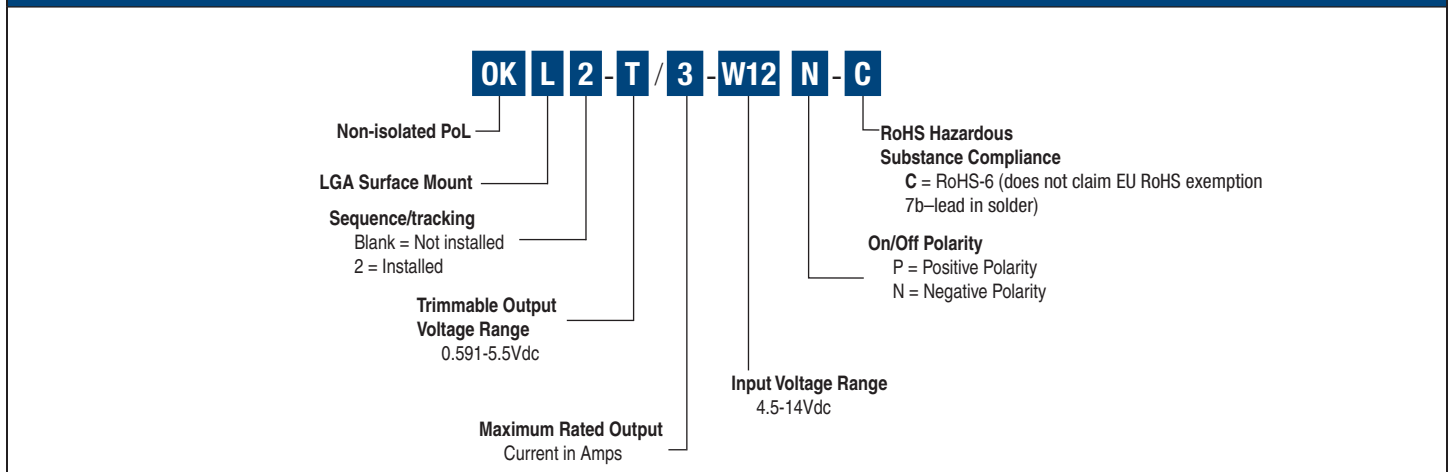 OK L 2 - T / 3 - W12 N - C
Non-isolated PoL
LGA Surface Mount
Sequence/tracking
Blank = Not installed
2 = Installed
Trimmable Output
Voltage Range
0.591-5.5Vdc
Maximum Rated Output
Current in Amps
Input Voltage Range
4.5-14Vdc
On/Off Polarity
P = Positive Polarity
N = Negative Polarity
RoHS Hazardous
Substance Compliance
C = RoHS-6 (does not claim EU RoHS exemption
7b–lead in solder)